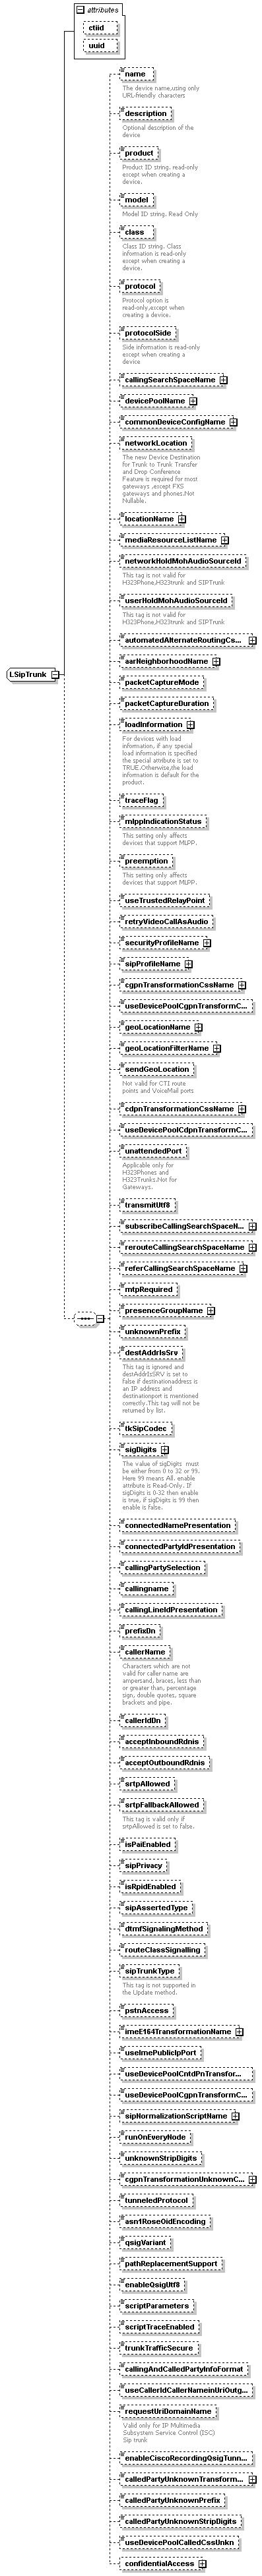 attributes
ctiid
uuid
name
The device name,using only
URL-friendly characters
description
Optional description of the
device
product
Product ID string. read-only
except when creating a
device.
model
Model ID string. Read Only
class
Class ID string. Class
information is read-only
except when creating a
device.
protocol
Protocol option is
read-only,except when
creating a device.
protocolSide
Side information is read-only
except when creating a
device
callingSearchSpaceName
devicePoolName
commonDeviceConfigName
networkLocation
The new Device Destination
for Trunk to Trunk Transfer
and Drop Conference
Feature is required for most
gateways ,except FXS
gateways and phones.Not
Nullable.
locationName
mediaResourceListName
networkHoldMohAudioSourceId
This tag is not valid for
H323Phone,H323trunk and SIPTrunk
userHoldMohAudioSourceId
This tag is not valid for
H323Phone,H323trunk and SIPTrunk
automatedAlternateRoutingCs...
aarNeighborhoodName
LSipTrunk
packetCaptureMode
packetCaptureDuration
loadInformation
For devices with load
information, if any special
load information is specified
the special attribute is set to
TRUE.Otherwise,the load
information is default for the
product.
traceFlag
mlppIndicationStatus
This setting only affects
devices that support MLPP.
preemption
This setting only affects
devices that support MLPP.
useTrustedRelayPoint
retryVideoCallAsAudio
securityProfileName
sipProfileName
cgpnTransformationCssName
useDevicePoolCgpnTransformC...
geoLocationName
geoLocationFilterName
sendGeoLocation
Not valid for CTI route
points and VoiceMail ports
cdpnTransformationCssName
useDevicePoolCdpnTransformC...
unattendedPort
Applicable only for
H323Phones and
H323Trunks.Not for
Gateways.
transmitUtf8
subscribeCallingSearchSpaceN...
rerouteCallingSearchSpaceName
referCallingSearchSpaceName
mtpRequired
presenceGroupName
unknownPrefix
destAddrIsSrv
This tag is ignored and
destAddrIsSRV is set to
false if destinationaddress is
an IP address and
destinationport is mentioned
correctly.This tag will not be
returned by list.
tkSipCodec
sigDigits
The value of sigDigits must
be either from 0 to 32 or 99.
Here 99 means All. enable
attribute is Read-Only. If
sigDigits is 0-32 then enable
is true, if sigDigits is 99 then
enable is false.
connectedNamePresentation
connectedPartyIdPresentation
callingPartySelection
callingname
callingLineIdPresentation
prefixDn
callerName
Characters which are not
valid for caller name are
ampersand, braces, less than
or greater than, percentage
sign, double quotes, square
brackets and pipe.
callerIdDn
acceptInboundRdnis
acceptOutboundRdnis
srtpAllowed
srtpFallbackAllowed
This tag is valid only if
srtpAllowed is set to false.
isPaiEnabled
sipPrivacy
isRpidEnabled
sipAssertedType
dtmfSignalingMethod
routeClassSignalling
sipTrunkType
This tag is not supported in
the Update method.
pstnAccess
imeE164TransformationName
useImePublicIpPort
useDevicePoolCntdPnTransfor...
useDevicePoolCgpnTransformC...
sipNormalizationScriptName
runOnEveryNode
unknownStripDigits
cgpnTransformationUnknownC...
tunneledProtocol
asn1RoseOidEncoding
qsigVariant
pathReplacementSupport
enableQsigUtf8
scriptParameters
scriptTraceEnabled
trunkTrafficSecure
callingAndCalledPartyInfoFormat
useCallerIdCallerNameinUriOutg...
requestUriDomainName
Valid only for IP Multimedia
Subsystem Service Control (ISC)
Sip trunk
enableCiscoRecordingQsigTunn...
calledPartyUnknownTransform...
calledPartyUnknownPrefix
calledPartyUnknownStripDigits
useDevicePoolCalledCssUnkn
confidentialAccess